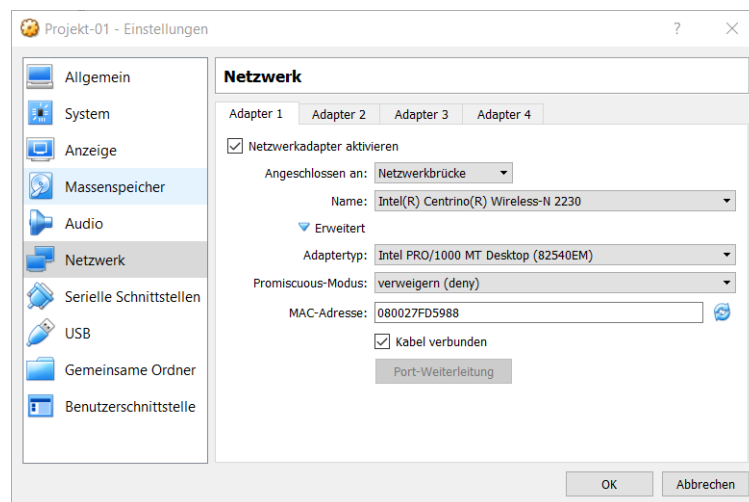 Projekt-01 - Einstellungen ?
Allgemein
System
Anzeige
Massenspeicher
Audio
Netzwerk
Serielle Schnittstellen
USB
Gemeinsame Ordner
Benutzerschnittstelle
Netzwerk
Adapter 1 Adapter 2 Adapter 3 Adapter 4
Netzwerkadapter aktivieren
Angeschlossen an: Netzwerkbrücke
Name: Intel(R) Centrino(R) Wireless-N 2230
Erweitert
Adaptertyp: Intel PRO/1000 MT Desktop (82540EM)
Promiscuous-Modus: verweigern (deny)
MAC-Adresse: 080027FD5988
Kabel verbunden
Port-Weiterleitung
OK Abbrechen